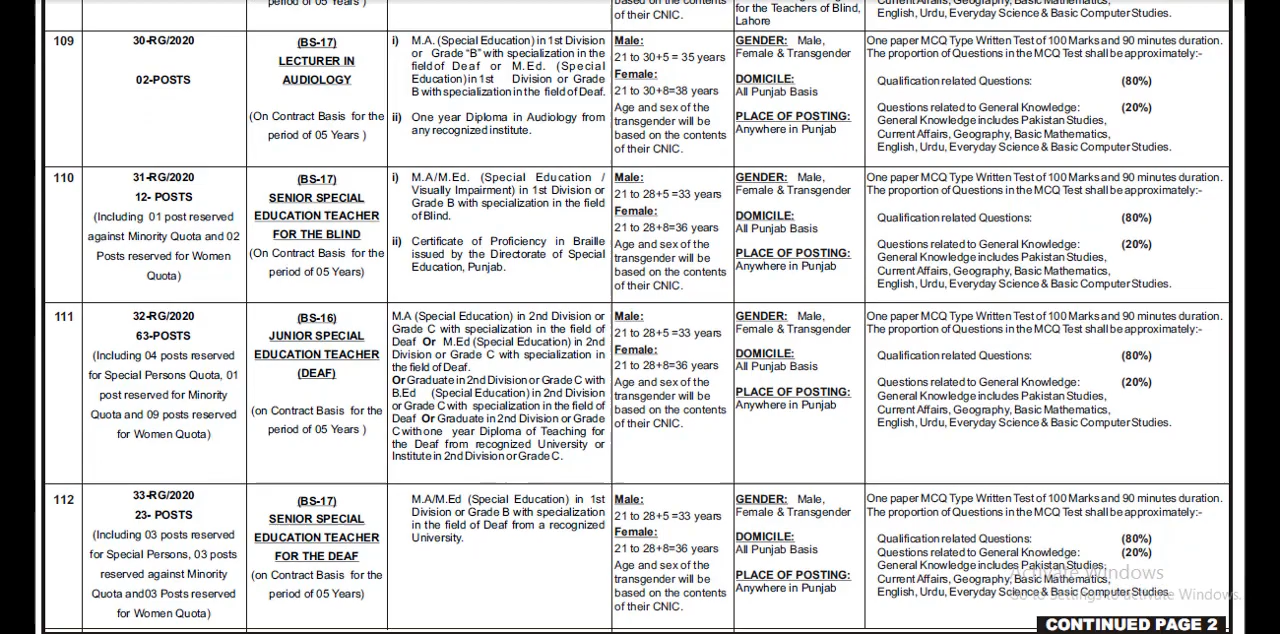 period of 05 Years )
based on the contents
of their CNIC.
for the Teachers of Blind,
Lahore
Current Affairs, Geography, Basic Mathematics,
English, Urdu, Everyday Science & Basic Computer Studies.
109
30-RG/2020
02-POSTS
(BS-17)
LECTURER IN
AUDIOLOGY
(On Contract Basis for the
period of 05 Years )
i) M.A. (Special Education) in 1st Division
or Grade "B" with specialization in the
field of Deaf or M.Ed. (Special
Education) in 1st Division or Grade
B with specialization in the field of Deaf.
ii) One year Diploma in Audiology from
any recognized institute.
Male:
21 to 30+5 = 35 years
Female:
21 to 30+8=38 years
Age and sex of the
transgender will be
based on the contents
of their CNIC.
GENDER: Male,
Female & Transgender
DOMICILE:
All Punjab Basis
PLACE OF POSTING:
Anywhere in Punjab
One paper MCQ Type Written Test of 100 Marks and 90 minutes duration.
The proportion of Questions in the MCQ Test shall be approximately:-
Qualification related Questions: (80%)
Questions related to General Knowledge: (20%)
General Knowledge includes Pakistan Studies,
Current Affairs, Geography, Basic Mathematics,
English, Urdu, Everyday Science & Basic Computer Studies.
110
31-RG/2020
12- POSTS
(Including 01 post reserved
against Minority Quota and 02
Posts reserved for Women
Quota)
(BS-17)
SENIOR SPECIAL
EDUCATION TEACHER
FOR THE BLIND
(On Contract Basis for the
period of 05 Years)
i) M.A/M.Ed. (Special Education /
Visually Impairment) in 1st Division or
Grade B with specialization in the field
of Blind.
ii) Certificate of Proficiency in Braille
issued by the Directorate of Special
Education, Punjab.
Male:
21 to 28+5 =33 years
Female:
21 to 28+8=36 years
Age and sex of the
transgender will be
based on the contents
of their CNIC.
GENDER: Male,
Female & Transgender
DOMICILE:
All Punjab Basis
PLACE OF POSTING:
Anywhere in Punjab
One paper MCQ Type Written Test of 100 Marks and 90 minutes duration.
The proportion of Questions in the MCQ Test shall be approximately:-
Qualification related Questions: (80%)
Questions related to General Knowledge: (20%)
General Knowledge includes Pakistan Studies,
Current Affairs, Geography, Basic Mathematics,
English, Urdu, Everyday Science & Basic Computer Studies.
111
32-RG/2020
63-POSTS
(Including 04 posts reserved
for Special Persons Quota, 01
post reserved for Minority
Quota and 09 posts reserved
for Women Quota)
(BS-16)
JUNIOR SPECIAL
EDUCATION TEACHER
(DEAF)
(on Contract Basis for the
period of 05 Years )
M.A (Special Education) in 2nd Division or
Grade C with specialization in the field of
Deaf Or M.Ed (Special Education) in 2nd
Division or Grade C with specialization in
the field of Deaf.
Or Graduate in 2nd Division or Grade C with
B.Ed (Special Education) in 2nd Division
or Grade C with specialization in the field of
Deaf Or Graduate in 2nd Division or Grade
C with one year Diploma of Teaching for
the Deaf from recognized University or
Institute in 2nd Division or Grade C.
Male:
21 to 28+5 =33 years
Female:
21 to 28+8=36 years
Age and sex of the
transgender will be
based on the contents
of their CNIC.
GENDER: Male,
Female & Transgender
DOMICILE:
All Punjab Basis
PLACE OF POSTING:
Anywhere in Punjab
One paper MCQ Type Written Test of 100 Marks and 90 minutes duration.
The proportion of Questions in the MCQ Test shall be approximately:-
Qualification related Questions: (80%)
Questions related to General Knowledge: (20%)
General Knowledge includes Pakistan Studies,
Current Affairs, Geography, Basic Mathematics,
English, Urdu, Everyday Science & Basic Computer Studies.
112
33-RG/2020
23- POSTS
(Including 03 posts reserved
for Special Persons, 03 posts
reserved against Minority
Quota and 03 Posts reserved
for Women Quota)
(BS-17)
SENIOR SPECIAL
EDUCATION TEACHER
FOR THE DEAF
(on Contract Basis for the
period of 05 Years)
M.A/M.Ed (Special Education) in 1st
Division or Grade B with specialization
in the field of Deaf from a recognized
University.
Male:
21 to 28+5 =33 years
Female:
21 to 28+8=36 years
Age and sex of the
transgender will be
based on the contents
of their CNIC.
GENDER: Male,
Female & Transgender
DOMICILE:
All Punjab Basis
PLACE OF POSTING:
Anywhere in Punjab
One paper MCQ Type Written Test of 100 Marks and 90 minutes duration.
The proportion of Questions in the MCQ Test shall be approximately:-
Qualification related Questions: (80%)
Questions related to General Knowledge: (20%)
General Knowledge includes Pakistan Studies,
Current Affairs, Geography, Basic Mathematics,
English, Urdu, Everyday Science & Basic Computer Studies.
Activate Windows
Go to Settings to activate Windows.
CONTINUED PAGE 2